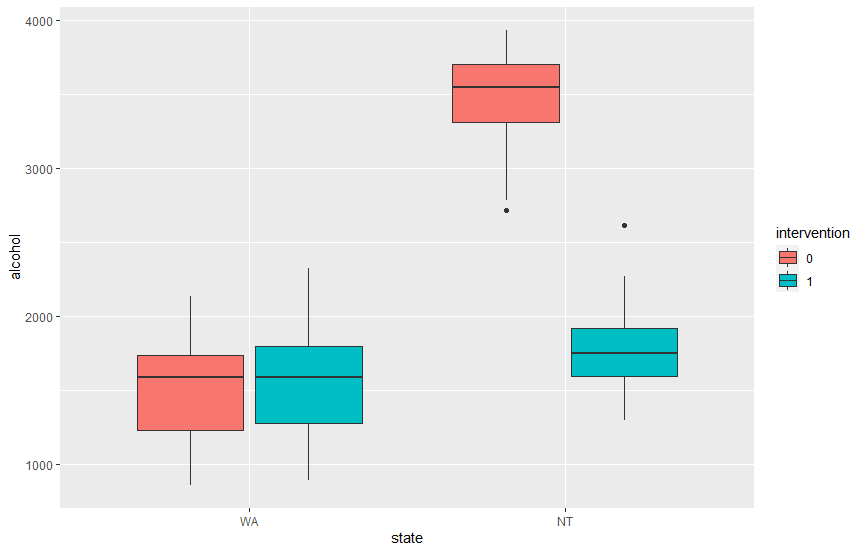 4000
3000
2000
1000
alcohol
WA
NT
state
intervention
0
1